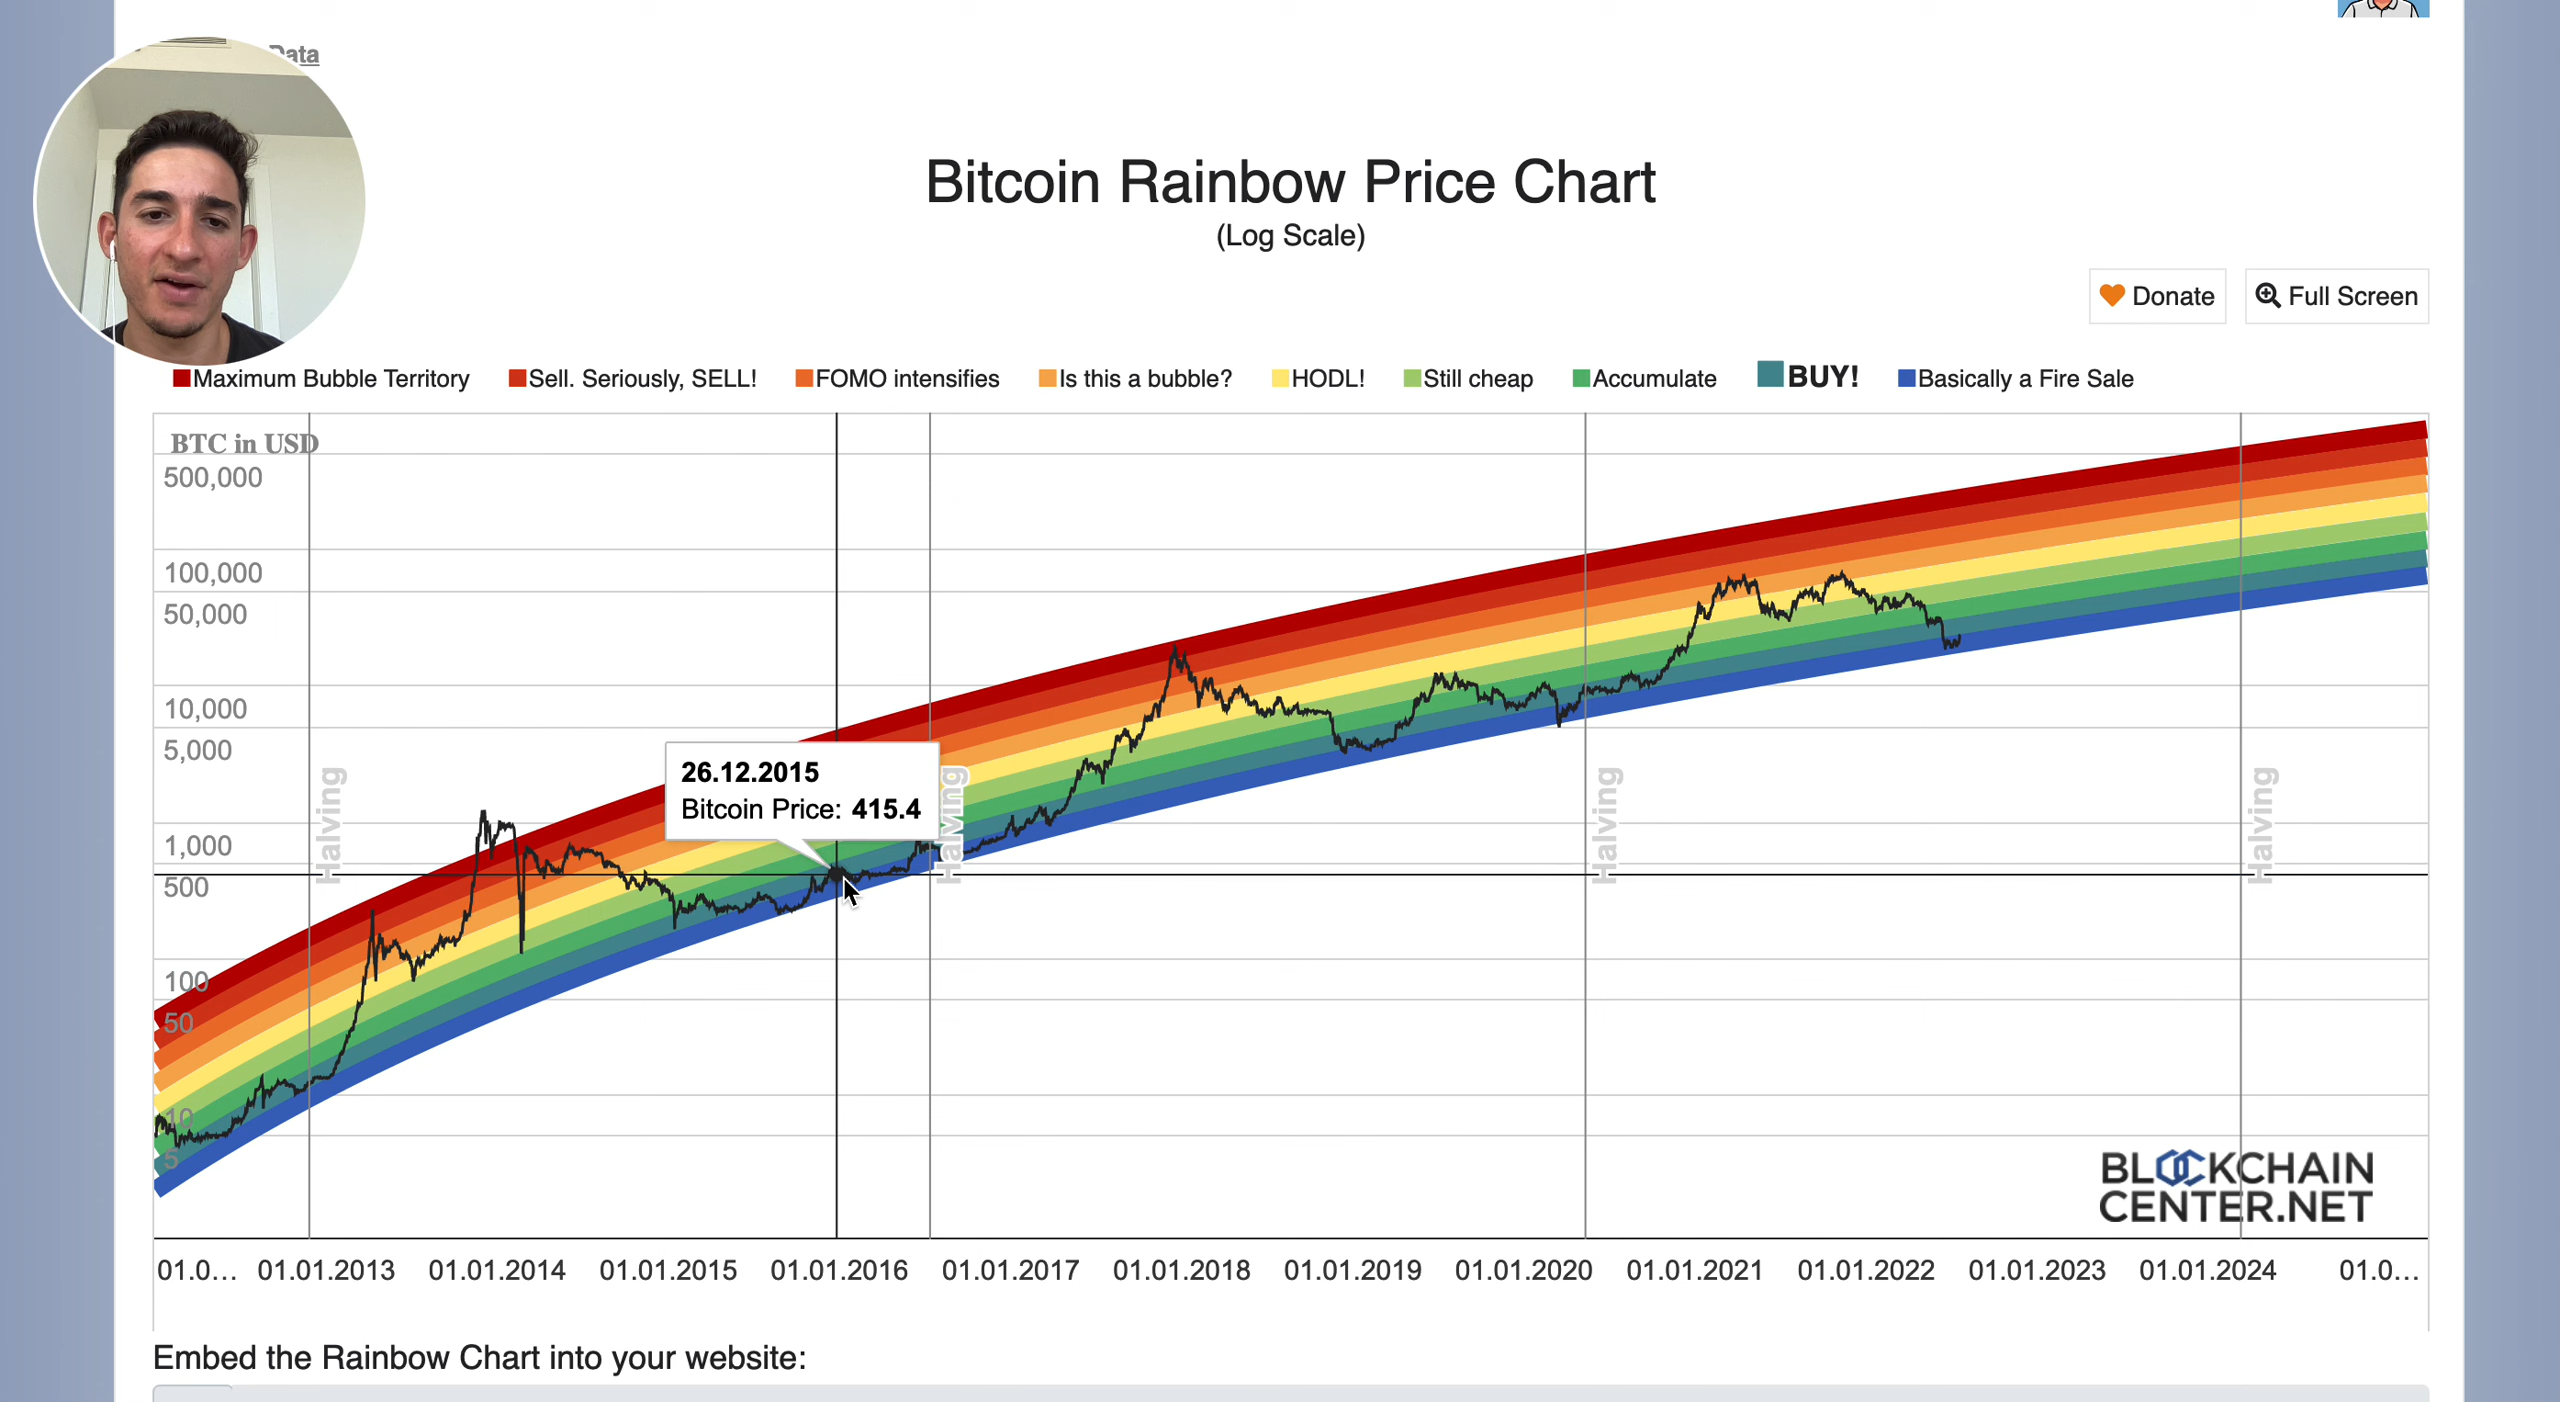 Data
Bitcoin Rainbow Price Chart
(Log Scale)
Donate
Full Screen
Maximum Bubble Territory Sell. Seriously, SELL! FOMO intensifies Is this a bubble? HODL! Still cheap Accumulate BUY! Basically a Fire Sale
BTC in USD
500,000
100,000
50,000
10,000
5,000
1,000
500
100
50
10
5
26.12.2015
Bitcoin Price: 415.4
Halving
Halving
Halving
Halving
BLOCKCHAIN
CENTER.NET
01.0… 01.01.2013 01.01.2014 01.01.2015 01.01.2016 01.01.2017 01.01.2018 01.01.2019 01.01.2020 01.01.2021 01.01.2022 01.01.2023 01.01.2024 01.0…
Embed the Rainbow Chart into your website: